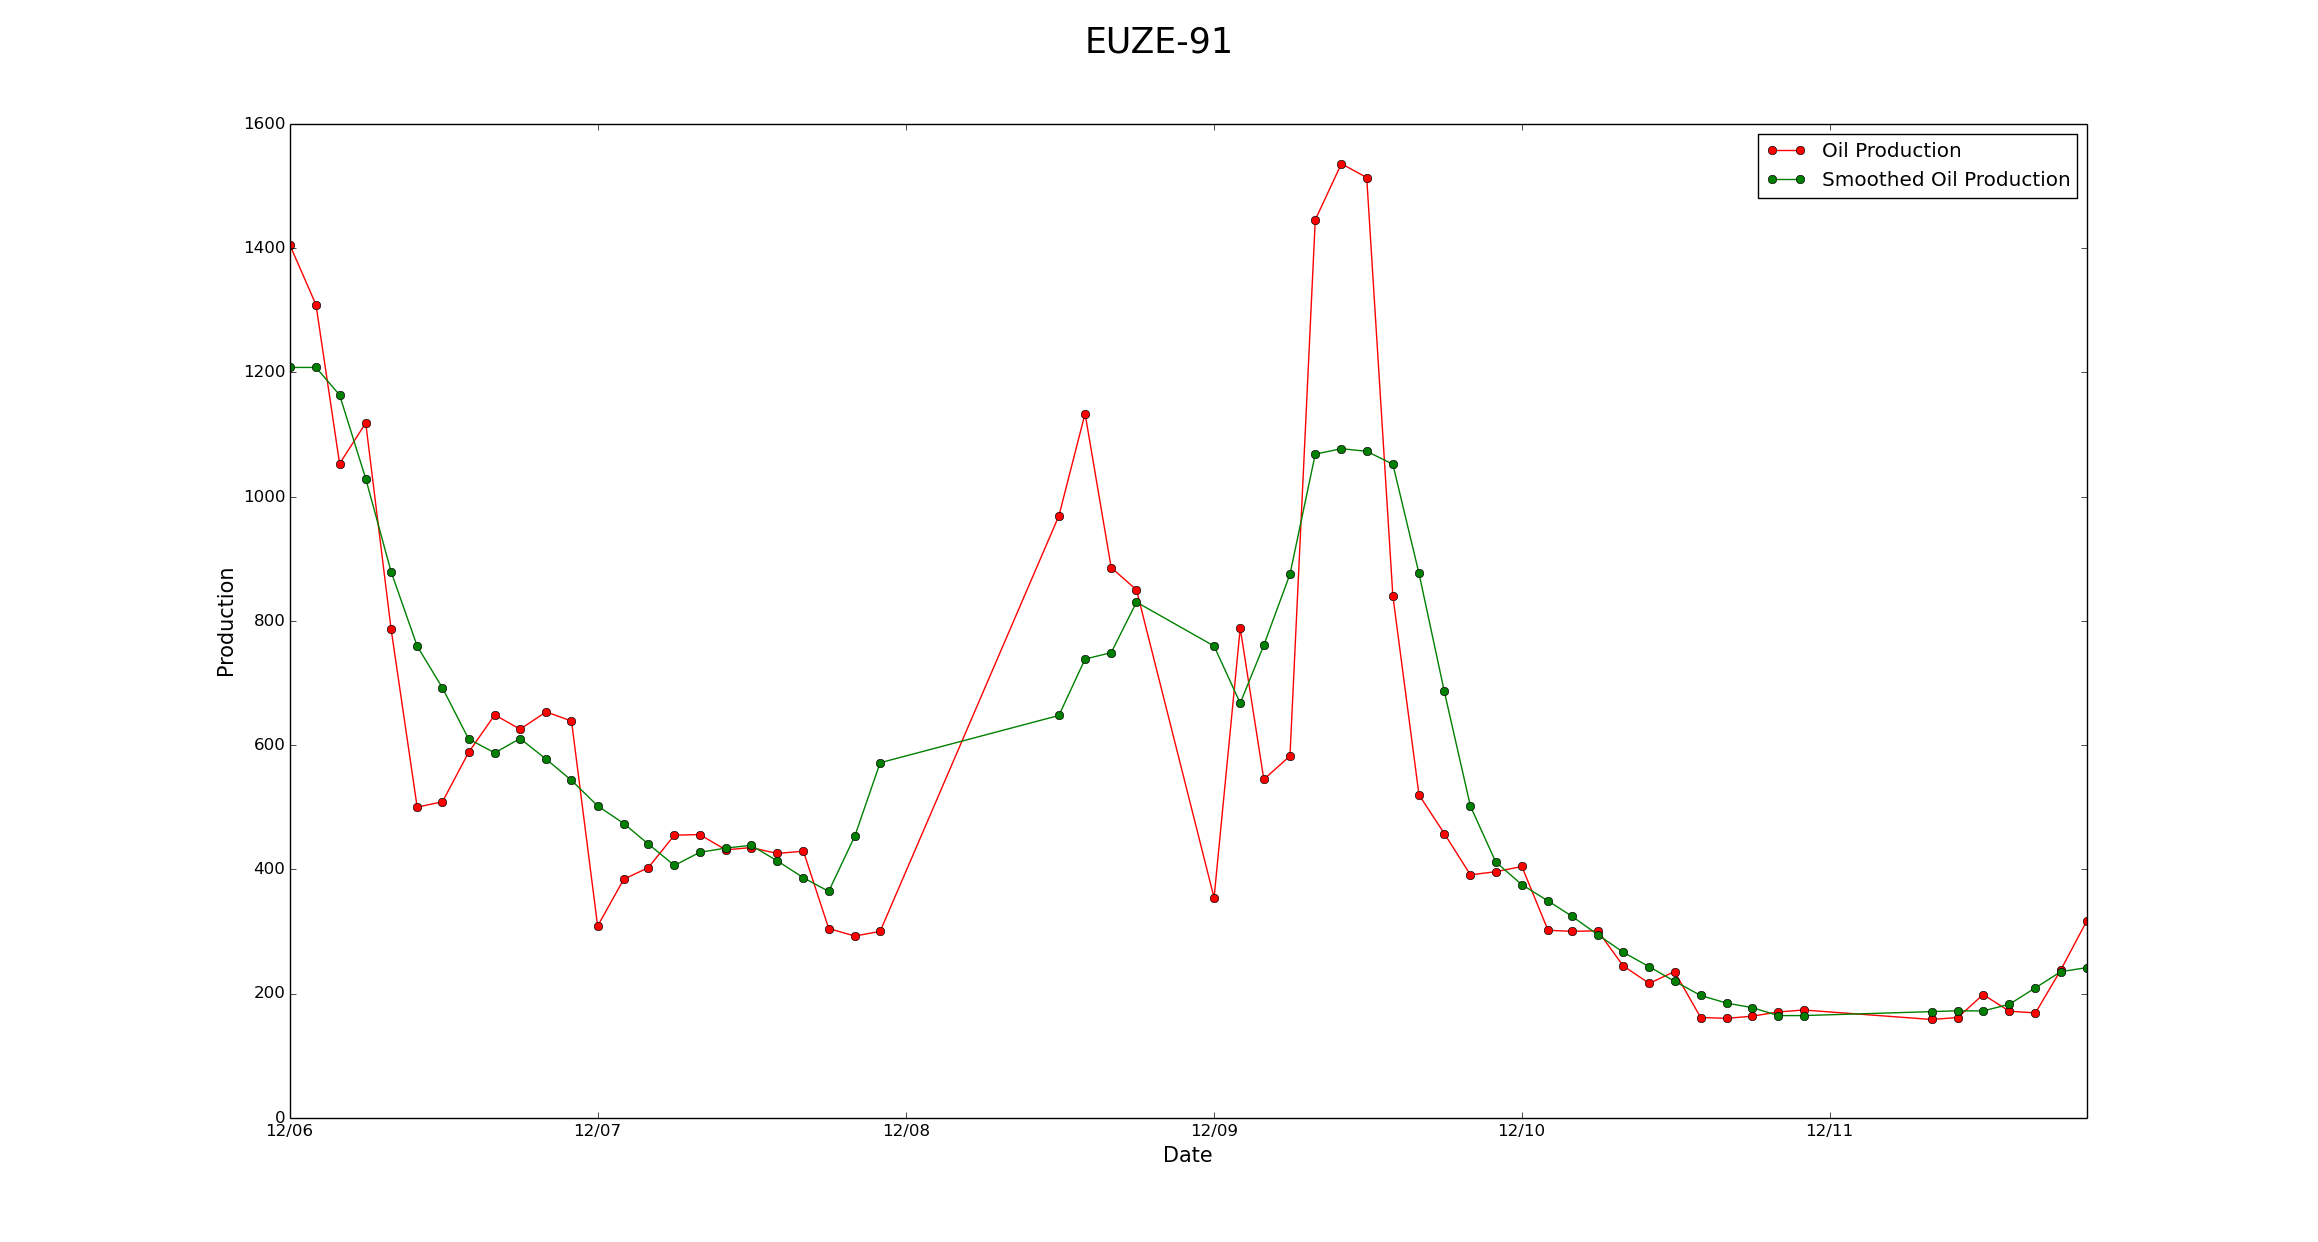 EUZE-91
1600
1400
1200
1000
800
600
400
200
0
Production
Oil Production
Smoothed Oil Production
12/06 12/07 12/08 12/09 12/10 12/11
Date